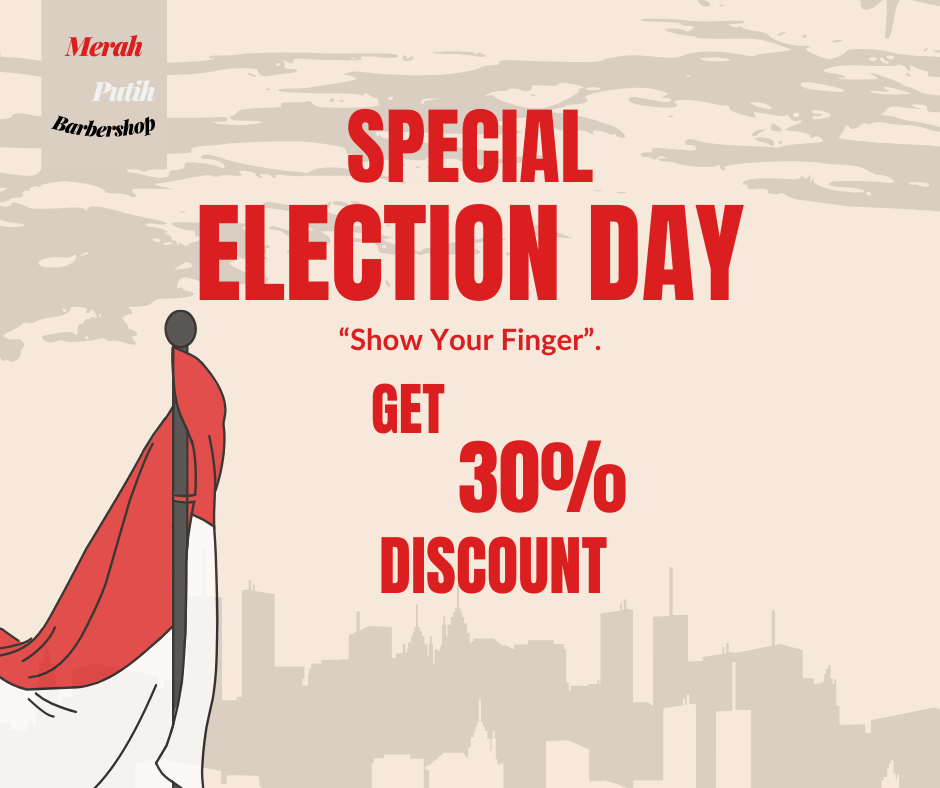 Merah
Putih
Barbershop
SPECIAL
ELECTION DAY
“Show Your Finger”.
GET
30%
DISCOUNT